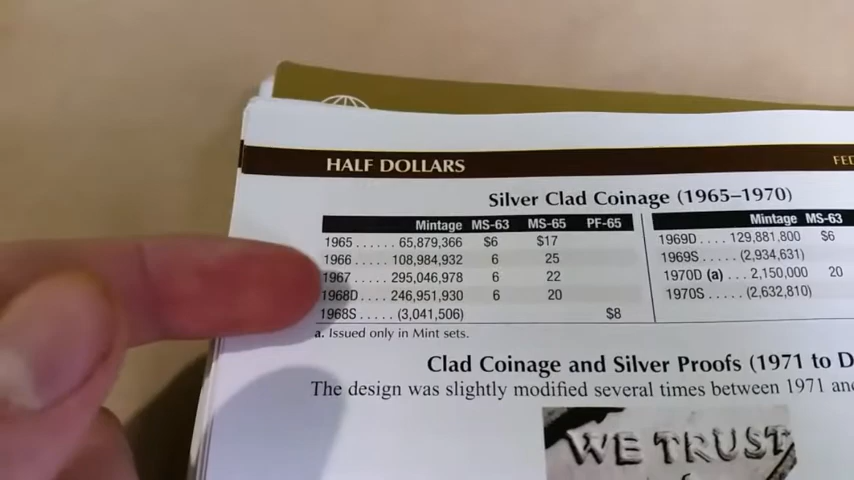 HALF DOLLARS
FED
Silver Clad Coinage (1965–1970)
Mintage MS-63 MS-65 PF-65
1965 . . . . . . 65,879,366 $6 $17
1966 . . . . . 108,984,932 6 25
1967 . . . . . 295,046,978 6 22
1968D . . . . 246,951,930 6 20
1968S . . . . . (3,041,506) $8
Mintage MS-63
1969D . . . . 129,881,800 $6
1969S . . . . . (2,934,631)
1970D (a) . . . 2,150,000 20
1970S . . . . . (2,632,810)
a. Issued only in Mint sets.
Clad Coinage and Silver Proofs (1971 to D
The design was slightly modified several times between 1971 an
WE TRUST